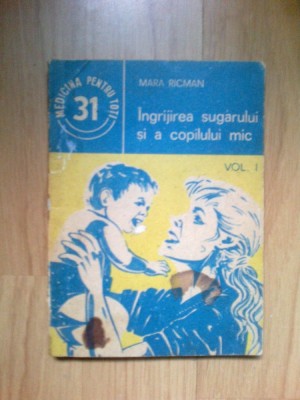 MEDICINA PENTRU TOȚI
31
MARA RICMAN
Îngrijirea sugarului
și a copilului mic
VOL. I